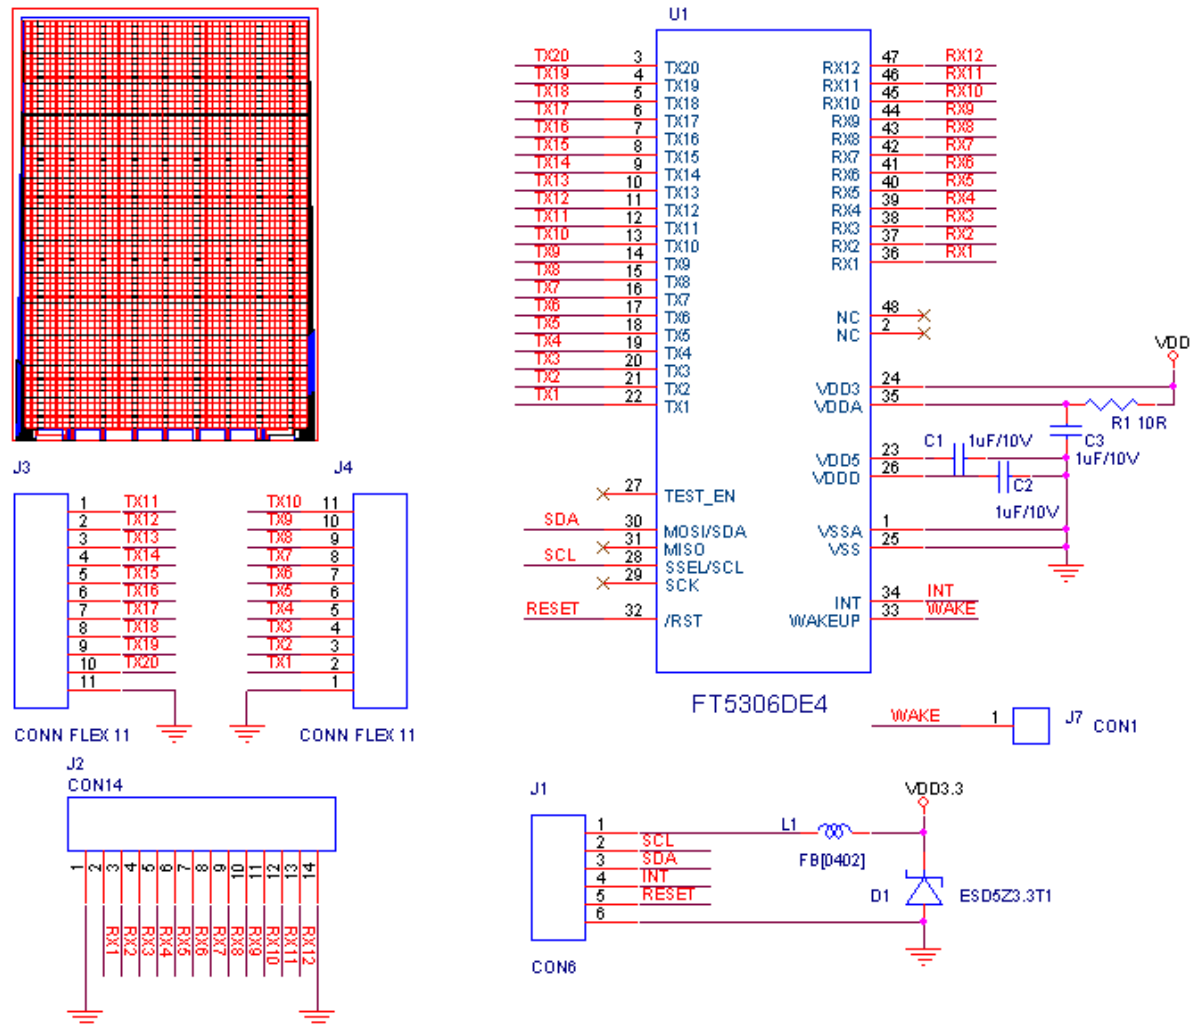 U1
TX20 3 TX20 RX12 47 RX12
TX19 4 TX19 RX11 46 RX11
TX18 5 TX18 RX10 45 RX10
TX17 6 TX17 RX9 44 RX9
TX16 7 TX16 RX8 43 RX8
TX15 8 TX15 RX7 42 RX7
TX14 9 TX14 RX6 41 RX6
TX13 10 TX13 RX5 40 RX5
TX12 11 TX12 RX4 39 RX4
TX11 12 TX11 RX3 38 RX3
TX10 13 TX10 RX2 37 RX2
TX9 14 TX9 RX1 36 RX1
TX8 15 TX8
TX7 16 TX7
TX6 17 TX6 NC 48
TX5 18 TX5 NC 2
TX4 19 TX4
TX3 20 TX3
TX2 21 TX2 VDD3 24
TX1 22 TX1 VDDA 35
VDD
R1 10R
C3
1uF/10V
C1 1uF/10V
VDD5 23
VDDD 26
C2
1uF/10V
27 TEST_EN
SDA 30 MOSI/SDA VSSA 1
31 MISO VSS 25
SCL 28 SSEL/SCL
29 SCK
INT 34 INT
RESET 32 /RST WAKEUP 33 WAKE
FT5306DE4
WAKE 1 J7 CON1
J3
1 TX11
2 TX12
3 TX13
4 TX14
5 TX15
6 TX16
7 TX17
8 TX18
9 TX19
10 TX20
11
CONN FLEX 11
J4
TX10 11
TX9 10
TX8 9
TX7 8
TX6 7
TX5 6
TX4 5
TX3 4
TX2 3
TX1 2
1
CONN FLEX 11
J2
CON14
1 2 3 4 5 6 7 8 9 10 11 12 13 14
RX1 RX2 RX3 RX4 RX5 RX6 RX7 RX8 RX9 RX10 RX11 RX12
J1
1
2 SCL
3 SDA
4 INT
5 RESET
6
CON6
VDD3.3
L1
FB[0402]
D1 ESD5Z3.3T1